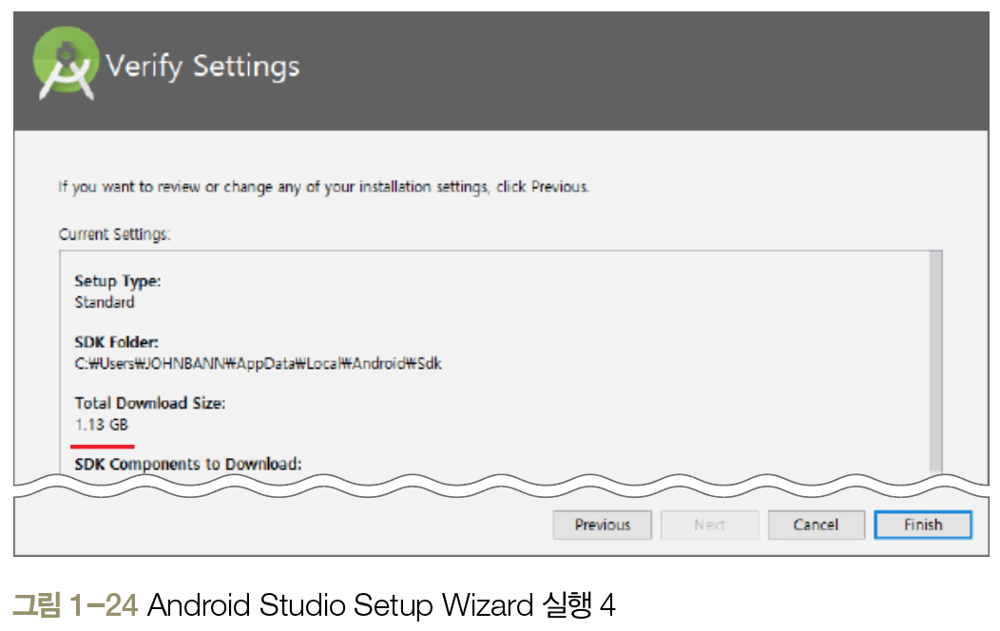 Verify Settings
If you want to review or change any of your installation settings, click Previous.
Current Settings:
Setup Type:
Standard
SDK Folder:
C:₩Users₩JOHNBANN₩AppData₩Local₩Android₩Sdk
Total Download Size:
1.13 GB
SDK Components to Download:
Previous Next Cancel Finish
그림 1-24 Android Studio Setup Wizard 실행 4